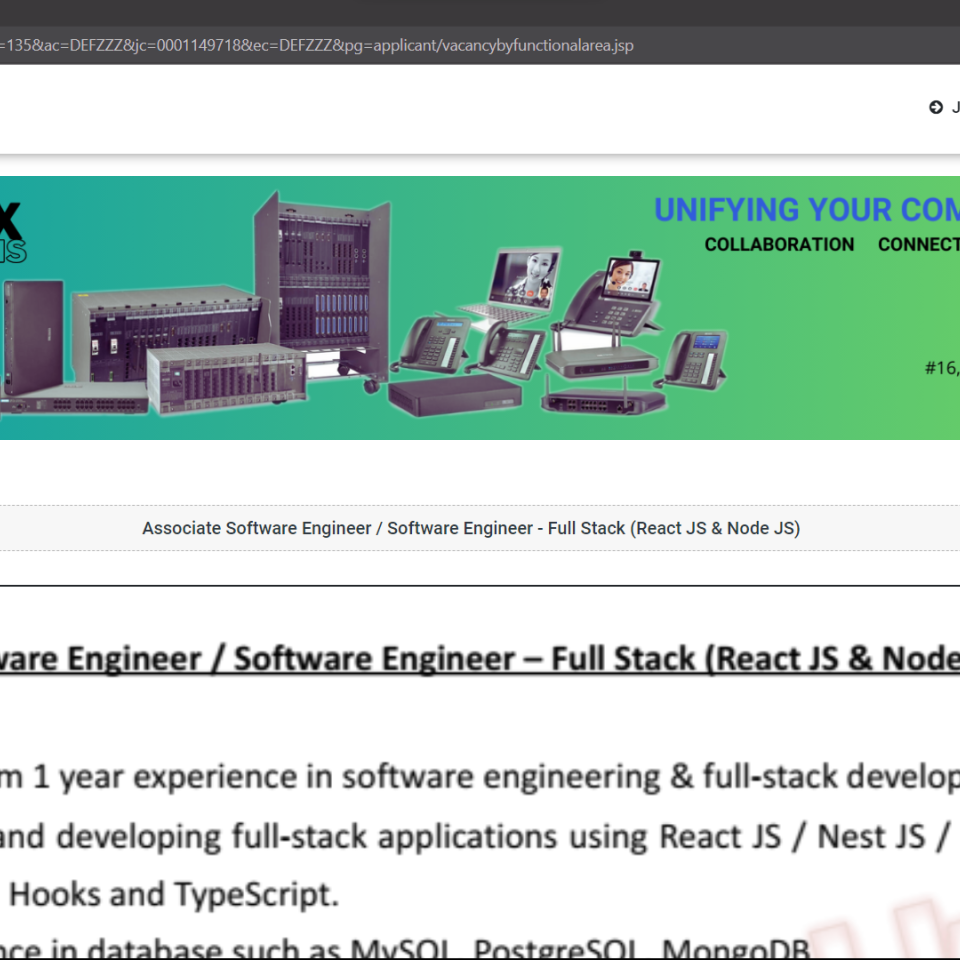 =135&ac=DEFZZZ&jc=0001149718&ec=DEFZZZ&pg=applicant/vacancybyfunctionalarea.jsp
J
X
NS
UNIFYING YOUR COM
COLLABORATION CONNECT
#16,
Associate Software Engineer / Software Engineer - Full Stack (React JS & Node JS)
ware Engineer / Software Engineer – Full Stack (React JS & Node
m 1 year experience in software engineering & full-stack develop
and developing full-stack applications using React JS / Nest JS /
Hooks and TypeScript.
nce in database such as MySQL, PostgreSQL, MongoDB